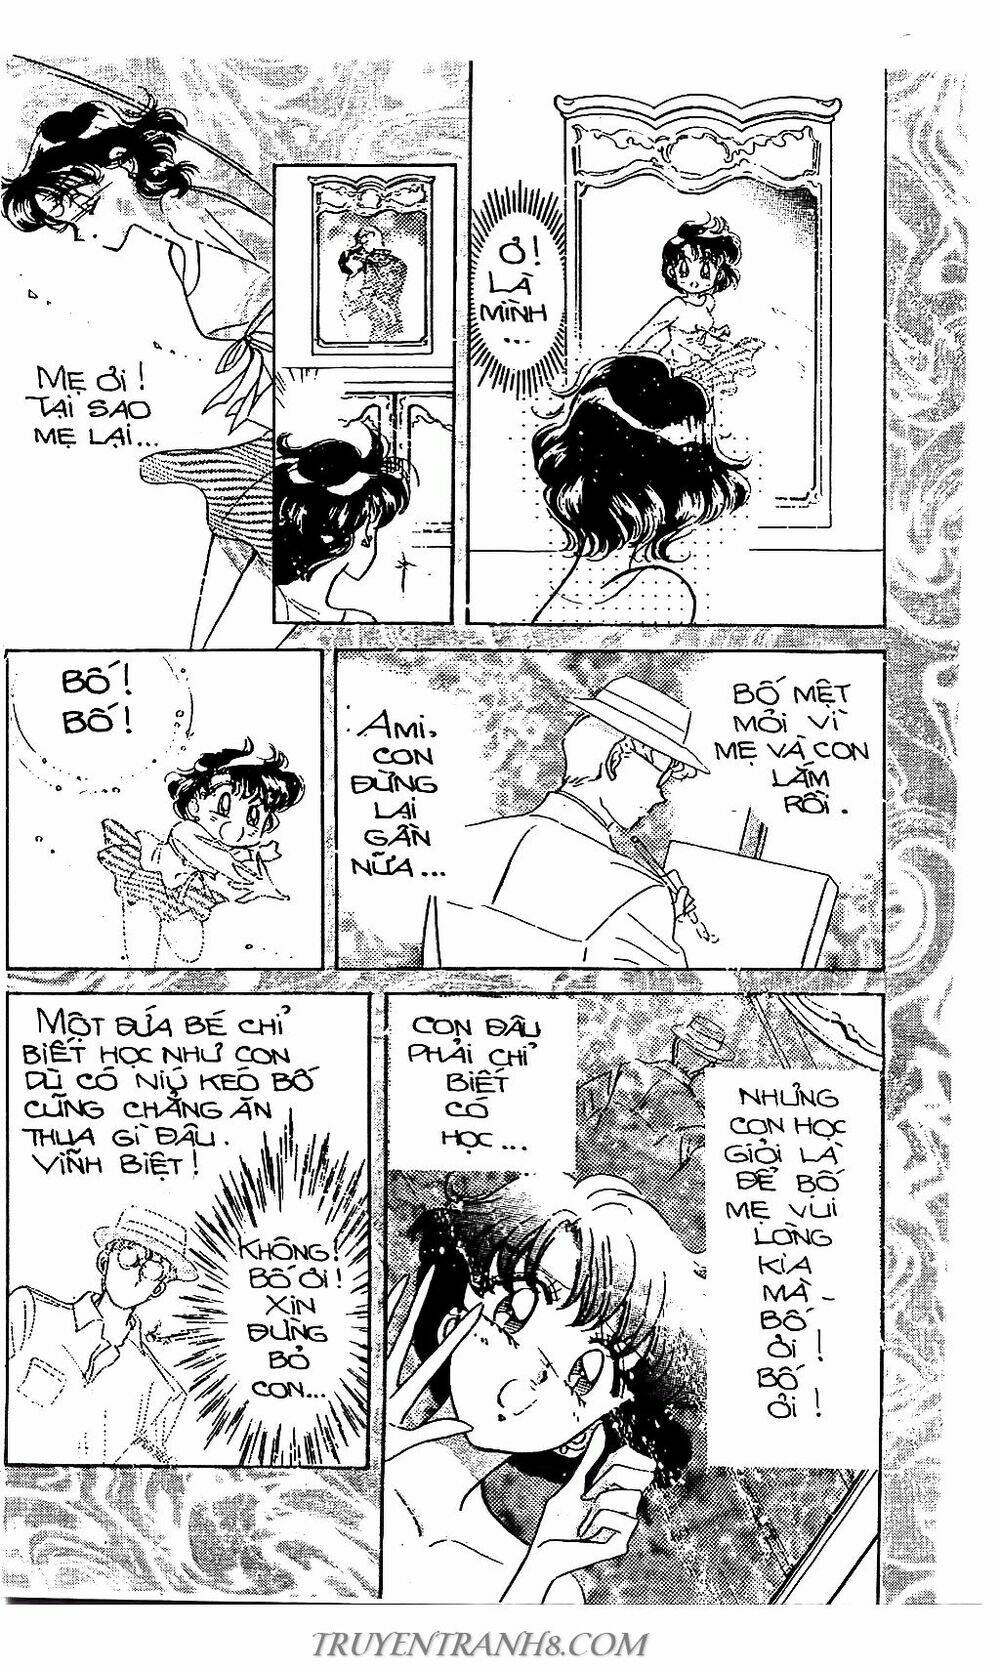 Ơ!
LÀ
MÌNH
...
MẸ ƠI!
TẠI SAO
MẸ LẠI...
BỐ MỆT
MỎI VÌ
MẸ VÀ CON
LẮM
RỒI.
AMI,
CON
ĐỪNG
LẠI
GẦN
NỮA...
BỐ!
BỐ!
NHƯNG
CON HỌC
GIỎI LÀ
ĐỂ BỐ
MẸ VUI
LÒNG
KIA
MÀ
BỐ
ƠI!
BỐ
ƠI!
CON ĐÂU
PHẢI CHỈ
BIẾT
CÓ
HỌC...
MỘT ĐỨA BÉ CHỈ
BIẾT HỌC NHƯ CON
DÙ CÓ NÍU KÉO BỐ
CŨNG CHẲNG ĂN
THUA GÌ ĐÂU.
VĨNH BIỆT!
KHÔNG!
BỐ ƠI!
XIN
ĐỪNG
BỎ
CON...
TRUYENTRANH8.COM